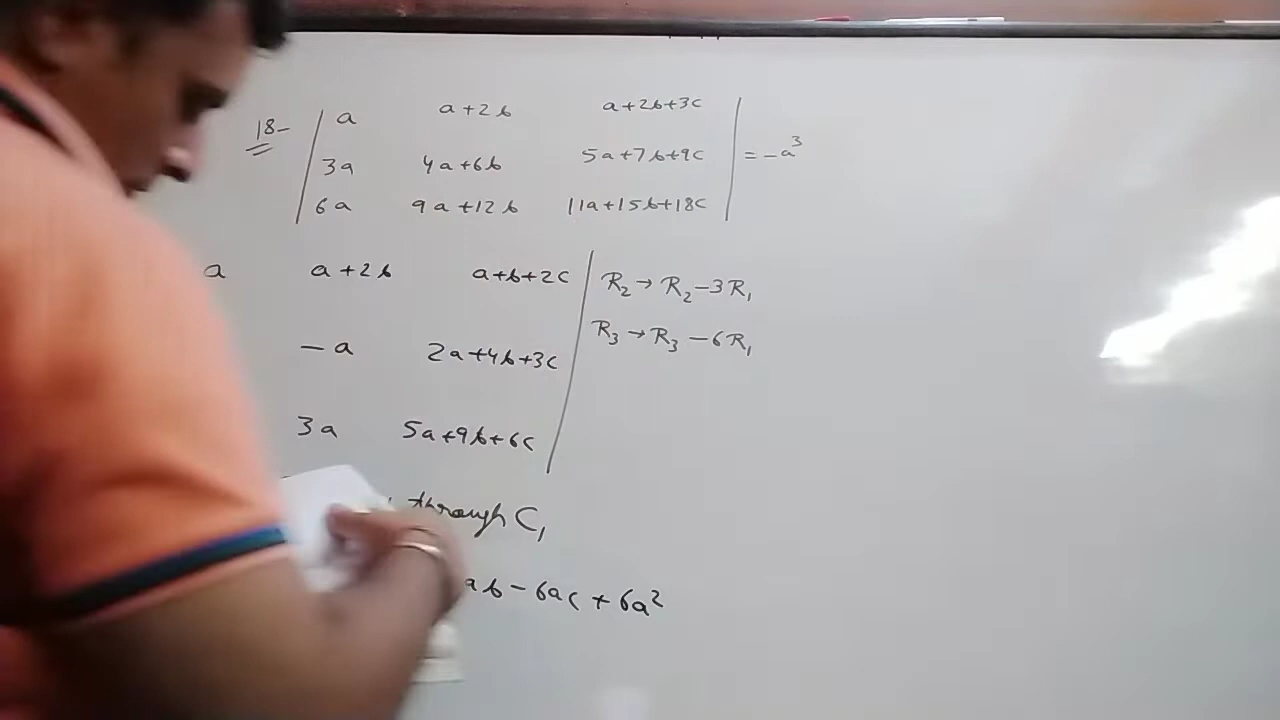 18- | a a+2b a+2b+3c |
3a 4a+6b 5a+7b+9c = -a³
6a 9a+12b 11a+15b+18c
a a+2b a+b+2c | R₂→R₂-3R₁
R₃→R₃-6R₁
-a 2a+4b+3c
3a 5a+9b+6c
through C₁
ab-6ac+6a²